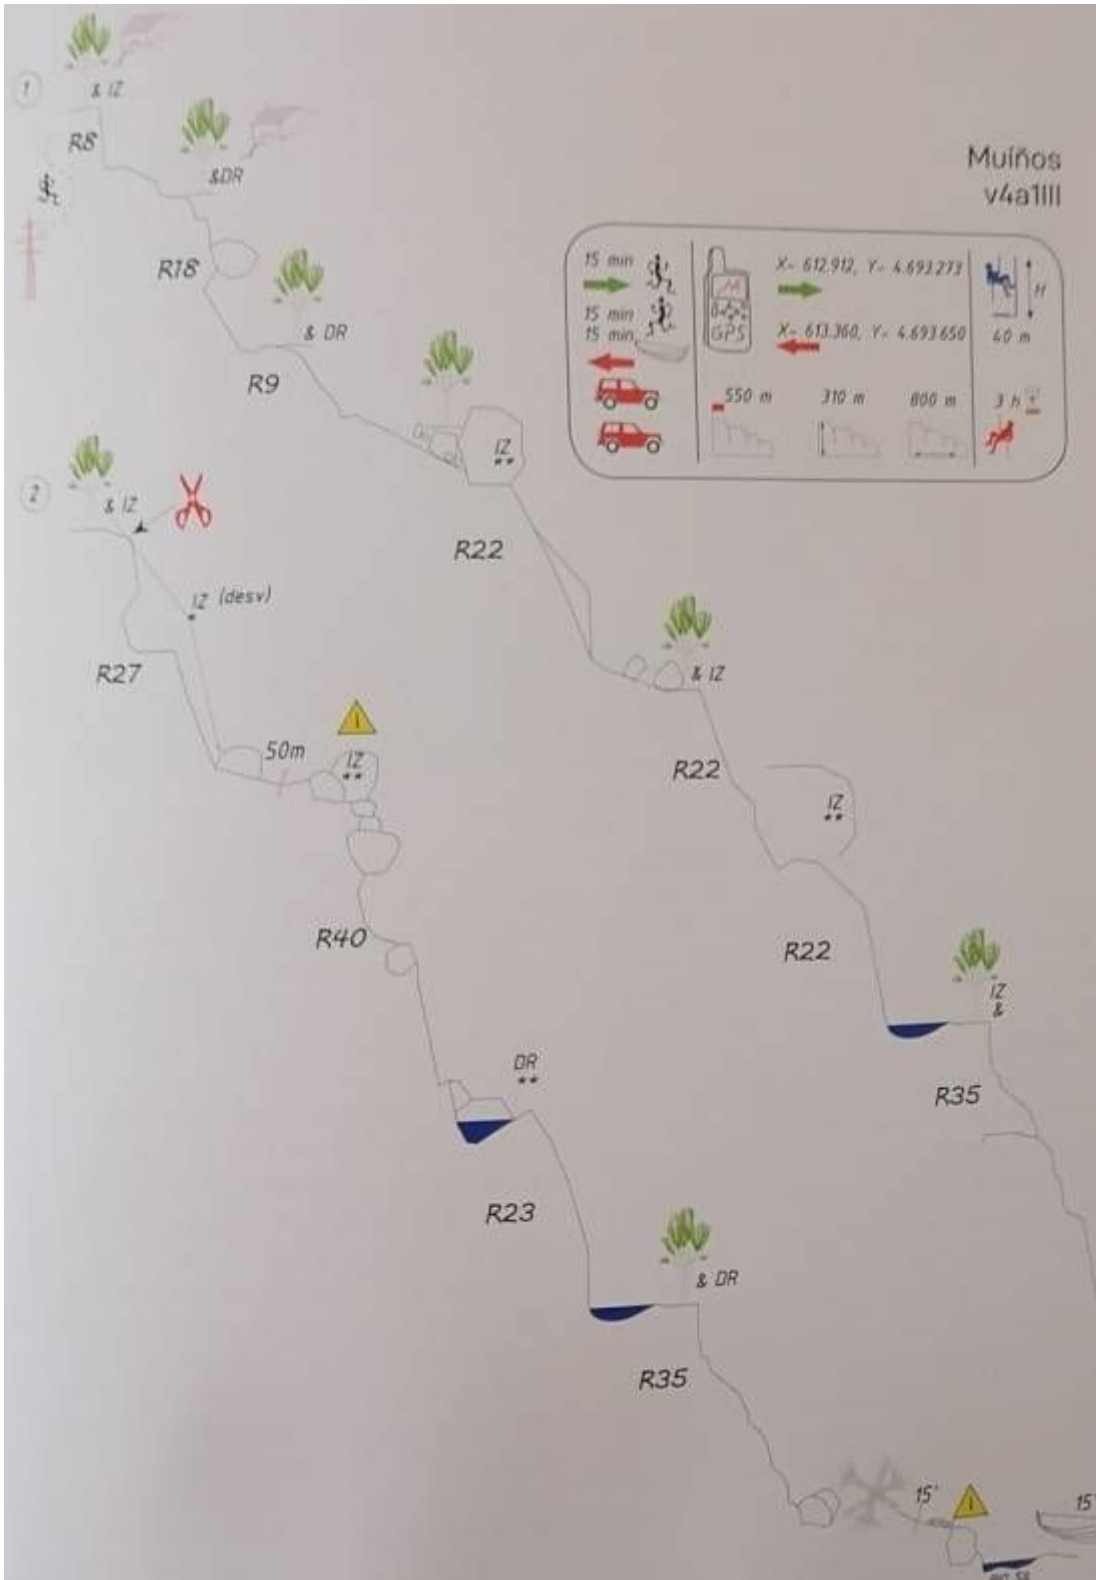 Muíños
v4a1III
15 min
15 min
15 min
GPS
X- 612.912, Y- 4.693.273
X- 613.360, Y- 4.693.650
H
40 m
550 m
310 m
800 m
3 h
1
& IZ
R8
&DR
R18
& DR
R9
IZ
**
R22
& IZ
R22
IZ
**
R22
IZ
&
R35
2
& IZ
IZ (desv)
*
R27
50m
IZ
**
R40
DR
**
R23
& DR
R35
15'
15'